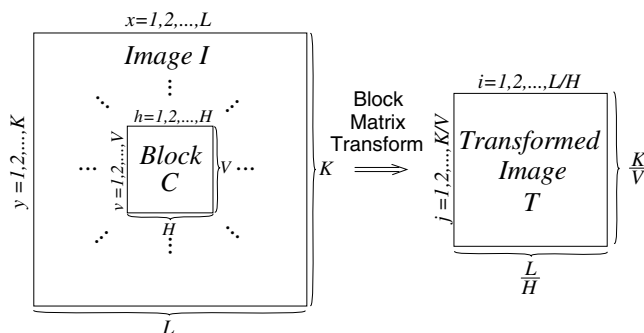 x=1,2,...,L
Image I
y=1,2,...,K
h=1,2,...,H
v=1,2,...,V
Block
C
V
H
K
L
Block
Matrix
Transform
i=1,2,...,L/H
j=1,2,... K/V
Transformed
Image
T
K
V
L
H